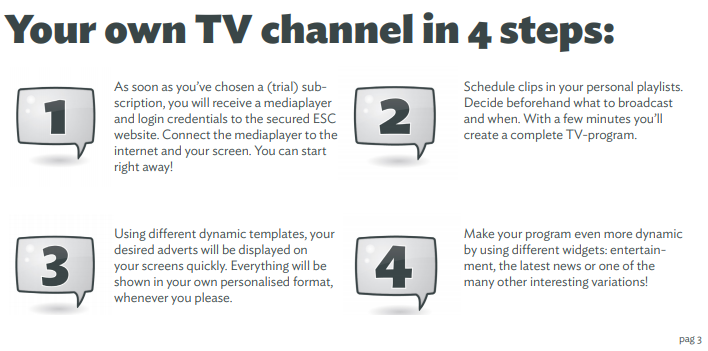 Your own TV channel in 4 steps:
1
As soon as you've chosen a (trial) sub-
scription, you will receive a mediaplayer
and login credentials to the secured ESC
website. Connect the mediaplayer to the
internet and your screen. You can start
right away!
2
Schedule clips in your personal playlists.
Decide beforehand what to broadcast
and when. With a few minutes you'll
create a complete TV-program.
3
Using different dynamic templates, your
desired adverts will be displayed on
your screens quickly. Everything will be
shown in your own personalised format,
whenever you please.
4
Make your program even more dynamic
by using different widgets: entertain-
ment, the latest news or one of the
many other interesting variations!
pag 3